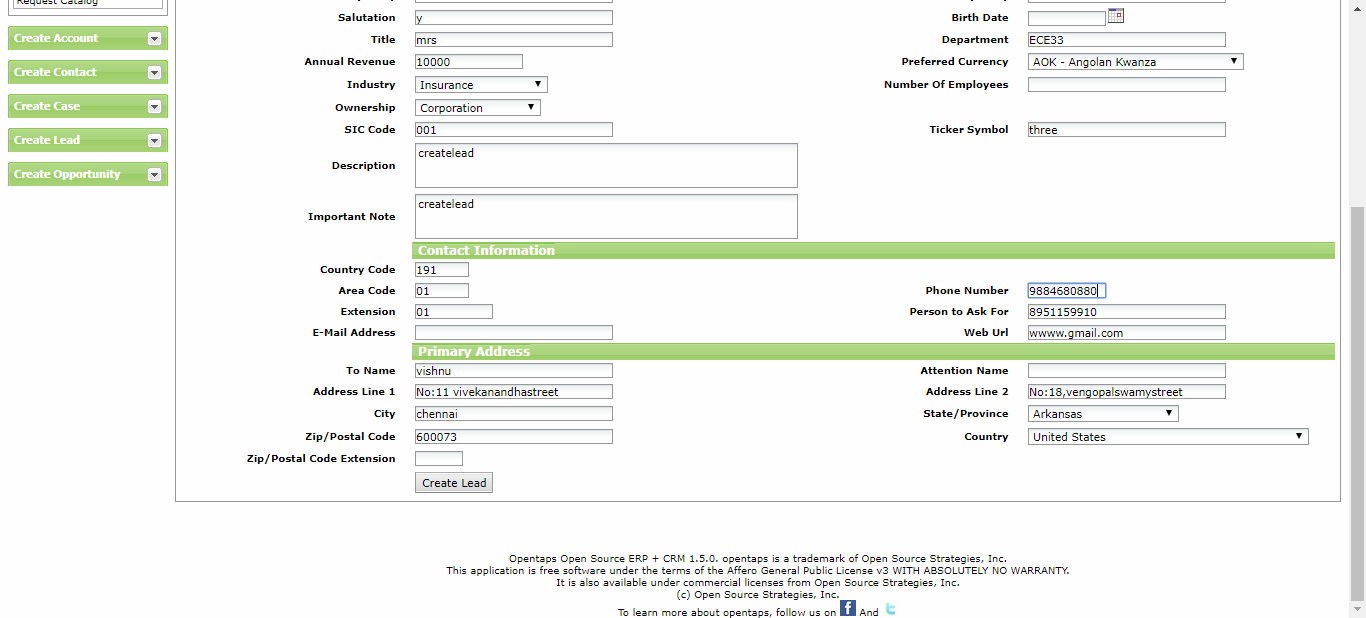 Request Catalog
Create Account
Create Contact
Create Case
Create Lead
Create Opportunity
Salutation y Birth Date
Title mrs Department ECE33
Annual Revenue 10000 Preferred Currency AOK - Angolan Kwanza
Industry Insurance Number Of Employees
Ownership Corporation
SIC Code 001 Ticker Symbol three
Description createlead
Important Note createlead
Contact Information
Country Code 191
Area Code 01 Phone Number 9884680880
Extension 01 Person to Ask For 8951159910
E-Mail Address Web Url wwww.gmail.com
Primary Address
To Name vishnu Attention Name
Address Line 1 No:11 vivekanandhastreet Address Line 2 No:18,vengopalswamystreet
City chennai State/Province Arkansas
Zip/Postal Code 600073 Country United States
Zip/Postal Code Extension
Create Lead
Opentaps Open Source ERP + CRM 1.5.0. opentaps is a trademark of Open Source Strategies, Inc.
This application is free software under the terms of the Affero General Public License v3 WITH ABSOLUTELY NO WARRANTY.
It is also available under commercial licenses from Open Source Strategies, Inc.
(c) Open Source Strategies, Inc.
To learn more about opentaps, follow us on f And t